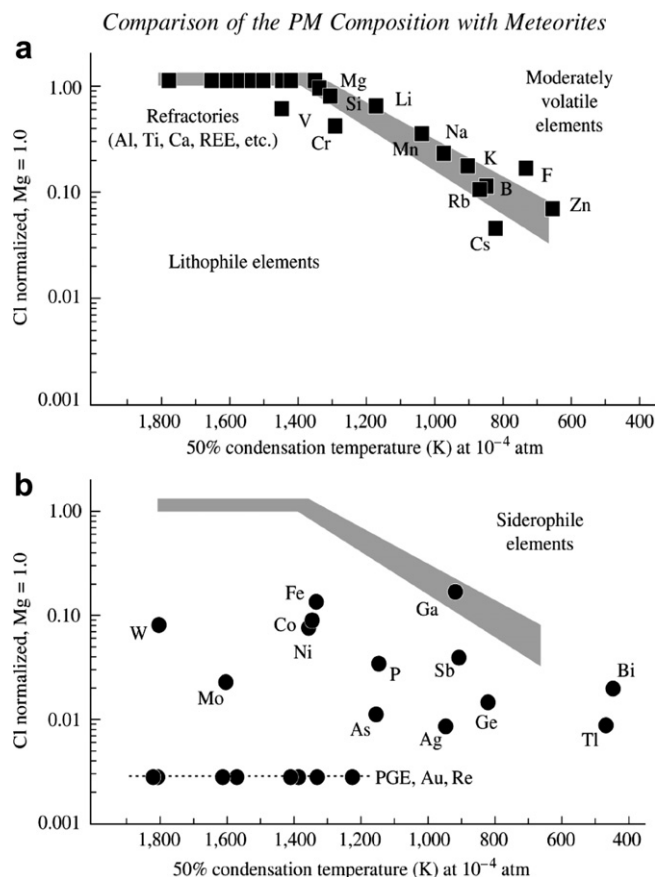 Comparison of the PM Composition with Meteorites
a
CI normalized, Mg = 1.0
1.00
0.10
0.01
0.001
Mg
Si
Li
Moderately
volatile
elements
Refractories
(Al, Ti, Ca, REE, etc.)
V
Cr
Mn
Na
K
F
B
Rb
Zn
Cs
Lithophile elements
1,800 1,600 1,400 1,200 1,000 800 600 400
50% condensation temperature (K) at 10⁻⁴ atm
b
CI normalized, Mg = 1.0
1.00
0.10
0.01
0.001
Siderophile
elements
Fe
Ga
W
Co
Ni
Mo
P
Sb
Bi
As
Ag
Ge
Tl
PGE, Au, Re
1,800 1,600 1,400 1,200 1,000 800 600 400
50% condensation temperature (K) at 10⁻⁴ atm